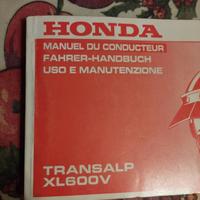 HONDA
MANUEL DU CONDUCTEUR
FAHRER-HANDBUCH
USO E MANUTENZIONE
TRANSALP
XL600V